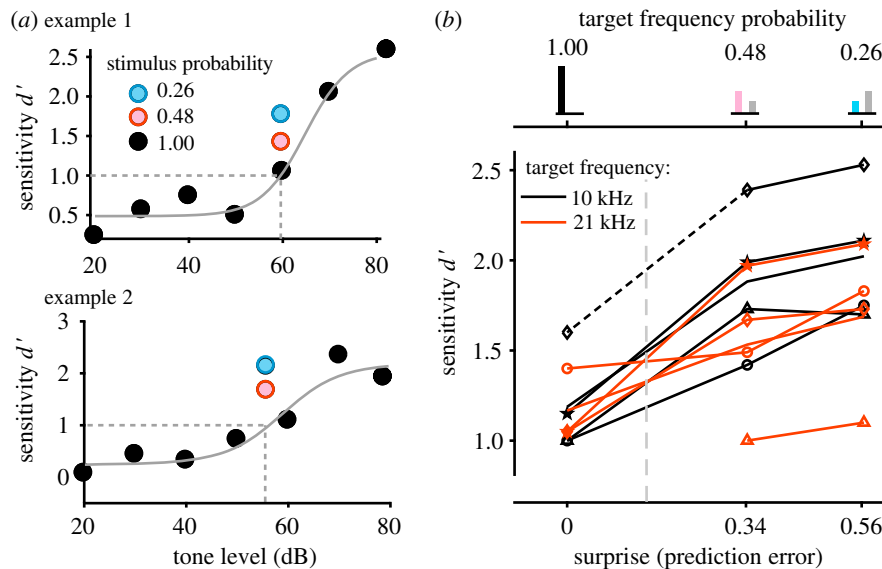 (a) example 1
stimulus probability
0.26
0.48
1.00
2.5
2.0
1.5
1.0
0.5
sensitivity d′
20 40 60 80
example 2
3
2
1
0
sensitivity d′
20 40 60 80
tone level (dB)
(b) target frequency probability
1.00 0.48 0.26
target frequency:
10 kHz
21 kHz
2.5
2.0
1.5
1.0
sensitivity d′
0 0.34 0.56
surprise (prediction error)